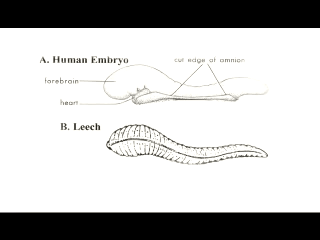 A. Human Embryo
cut edge of amnion
forebrain
heart
B. Leech